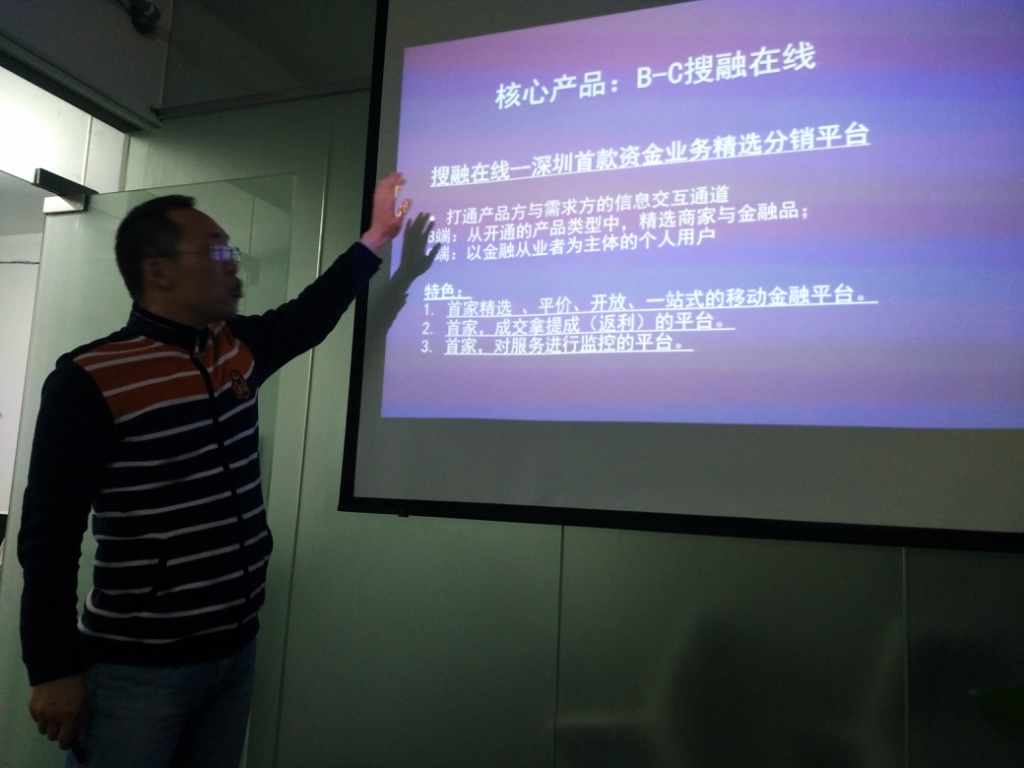 核心产品：B-C搜融在线
搜融在线—深圳首款资金业务精选分销平台
打通产品方与需求方的信息交互通道
B端：从开通的产品类型中，精选商家与金融品；
端：以金融从业者为主体的个人用户
特色：
1. 首家精选 、平价、开放、一站式的移动金融平台。
2. 首家，成交拿提成（返利）的平台。
3. 首家，对服务进行监控的平台。